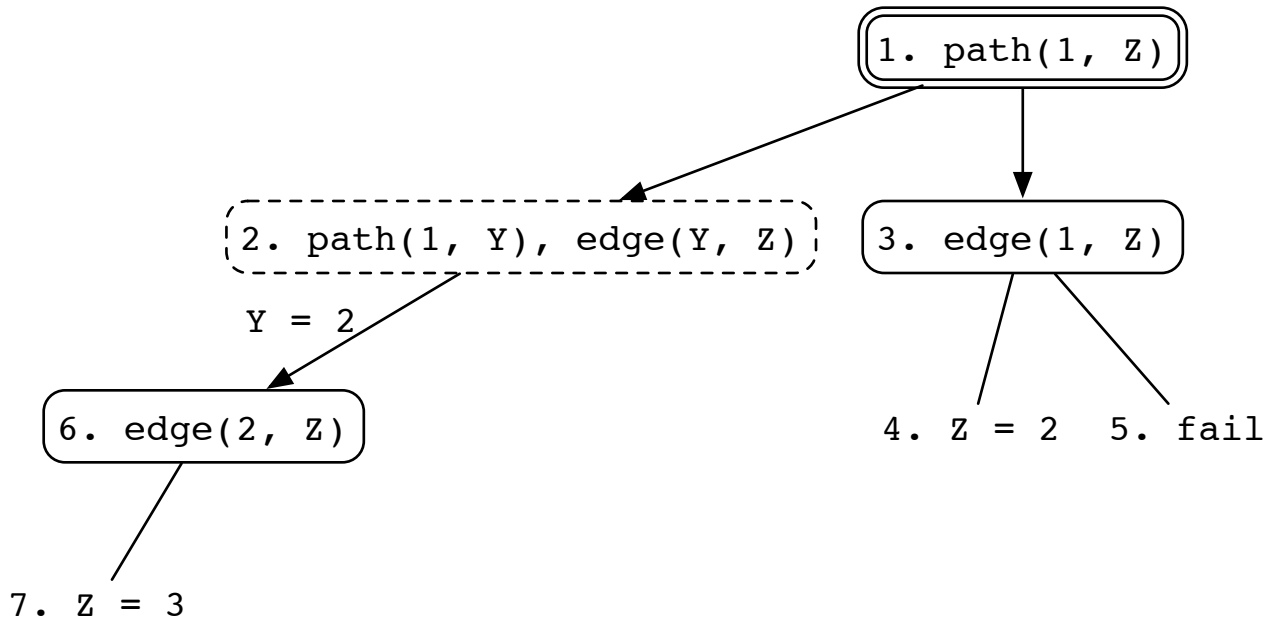 1. path(1, Z)
2. path(1, Y), edge(Y, Z)
3. edge(1, Z)
Y = 2
6. edge(2, Z)
4. Z = 2
5. fail
7. Z = 3